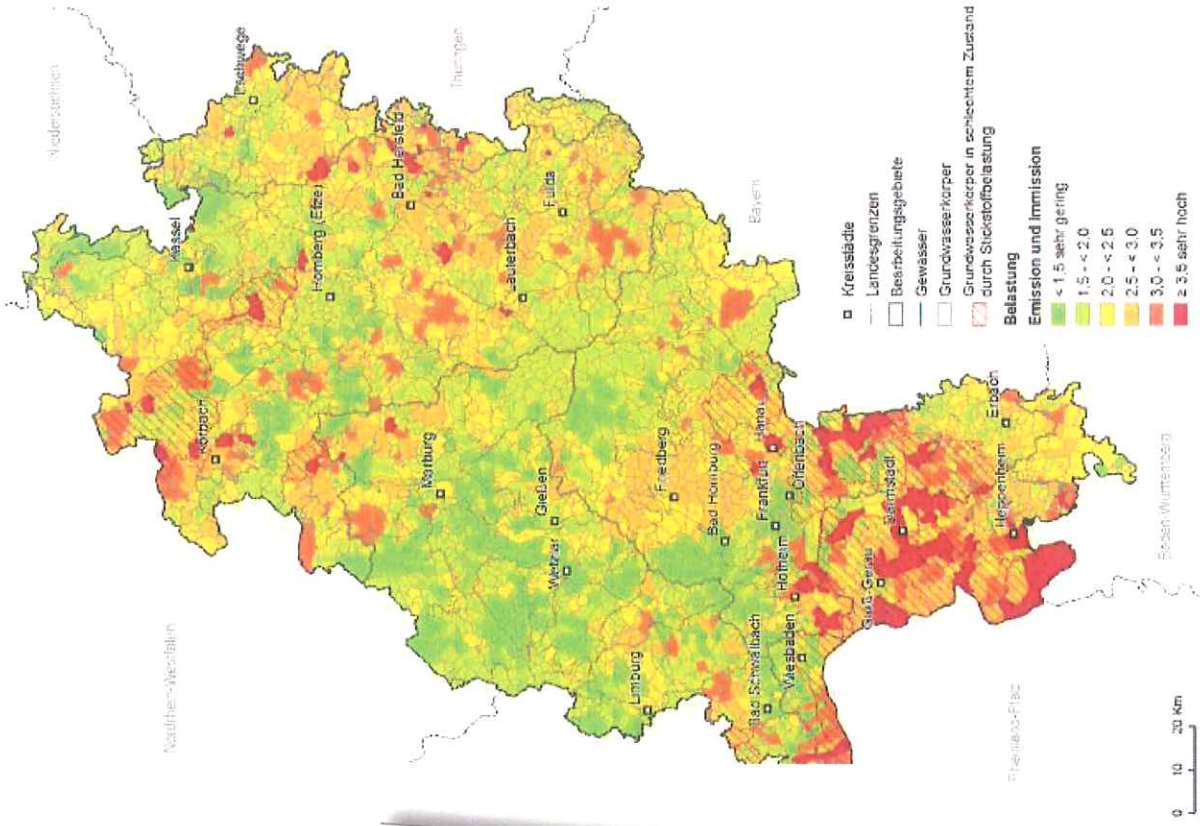 Niedersachsen
Nordrhein-Westfalen
Thüringen
Bayern
Rheinland-Pfalz
Baden-Württemberg
Kassel
Eschwege
Korbach
Homberg (Efze)
Bad Hersfeld
Marburg
Lauterbach
Fulda
Gießen
Wetzlar
Limburg
Friedberg
Bad Homburg
Hanau
Frankfurt
Offenbach
Hofheim
Bad Schwalbach
Wiesbaden
Groß-Gerau
Darmstadt
Heppenheim
Erbach
Kreisstädte
Landesgrenzen
Bearbeitungsgebiete
Gewässer
Grundwasserkörper
Grundwasserkörper in schlechtem Zustand
durch Stickstoffbelastung
Belastung
Emission und Immission
< 1,5 sehr gering
1,5 - < 2,0
2,0 - < 2,5
2,5 - < 3,0
3,0 - < 3,5
≥ 3,5 sehr hoch
0 10 20 Km